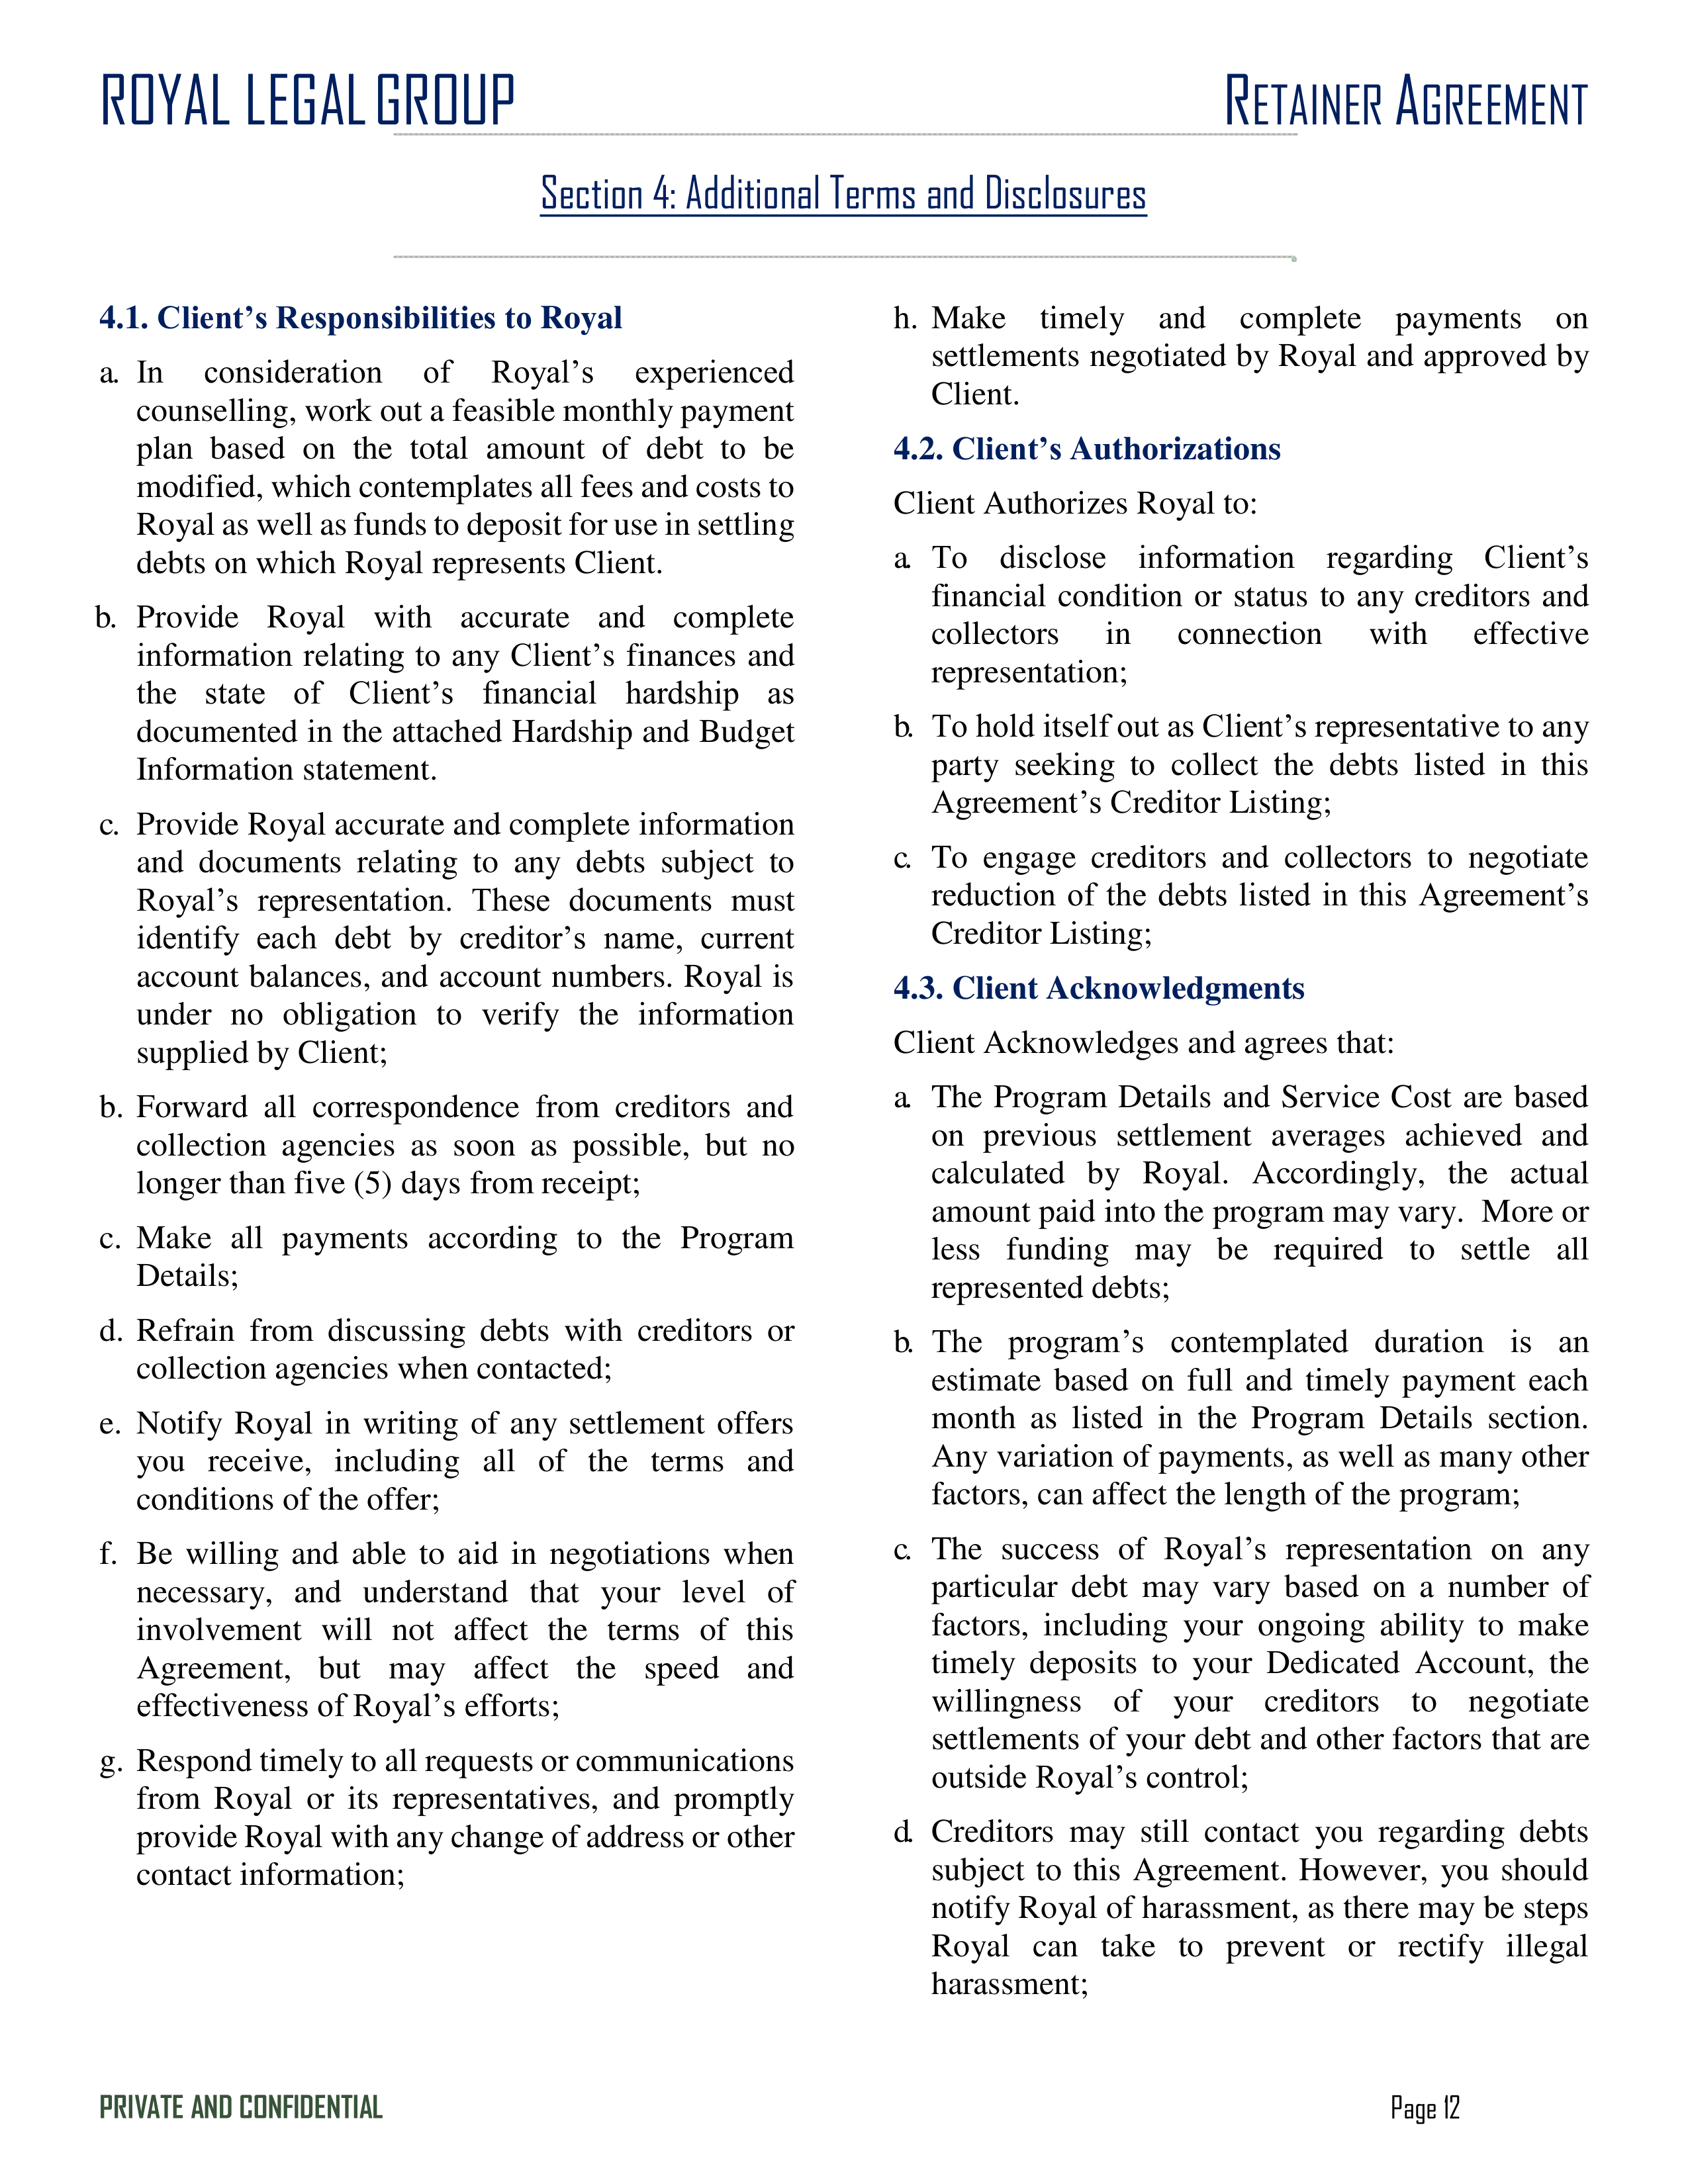 ROYAL LEGAL GROUP
RETAINER AGREEMENT
Section 4: Additional Terms and Disclosures
4.1. Client’s Responsibilities to Royal
a. In consideration of Royal’s experienced
counselling, work out a feasible monthly payment
plan based on the total amount of debt to be
modified, which contemplates all fees and costs to
Royal as well as funds to deposit for use in settling
debts on which Royal represents Client.
b. Provide Royal with accurate and complete
information relating to any Client’s finances and
the state of Client’s financial hardship as
documented in the attached Hardship and Budget
Information statement.
c. Provide Royal accurate and complete information
and documents relating to any debts subject to
Royal’s representation. These documents must
identify each debt by creditor’s name, current
account balances, and account numbers. Royal is
under no obligation to verify the information
supplied by Client;
b. Forward all correspondence from creditors and
collection agencies as soon as possible, but no
longer than five (5) days from receipt;
c. Make all payments according to the Program
Details;
d. Refrain from discussing debts with creditors or
collection agencies when contacted;
e. Notify Royal in writing of any settlement offers
you receive, including all of the terms and
conditions of the offer;
f. Be willing and able to aid in negotiations when
necessary, and understand that your level of
involvement will not affect the terms of this
Agreement, but may affect the speed and
effectiveness of Royal’s efforts;
g. Respond timely to all requests or communications
from Royal or its representatives, and promptly
provide Royal with any change of address or other
contact information;
h. Make timely and complete payments on
settlements negotiated by Royal and approved by
Client.
4.2. Client’s Authorizations
Client Authorizes Royal to:
a. To disclose information regarding Client’s
financial condition or status to any creditors and
collectors in connection with effective
representation;
b. To hold itself out as Client’s representative to any
party seeking to collect the debts listed in this
Agreement’s Creditor Listing;
c. To engage creditors and collectors to negotiate
reduction of the debts listed in this Agreement’s
Creditor Listing;
4.3. Client Acknowledgments
Client Acknowledges and agrees that:
a. The Program Details and Service Cost are based
on previous settlement averages achieved and
calculated by Royal. Accordingly, the actual
amount paid into the program may vary. More or
less funding may be required to settle all
represented debts;
b. The program’s contemplated duration is an
estimate based on full and timely payment each
month as listed in the Program Details section.
Any variation of payments, as well as many other
factors, can affect the length of the program;
c. The success of Royal’s representation on any
particular debt may vary based on a number of
factors, including your ongoing ability to make
timely deposits to your Dedicated Account, the
willingness of your creditors to negotiate
settlements of your debt and other factors that are
outside Royal’s control;
d. Creditors may still contact you regarding debts
subject to this Agreement. However, you should
notify Royal of harassment, as there may be steps
Royal can take to prevent or rectify illegal
harassment;
PRIVATE AND CONFIDENTIAL
Page 12